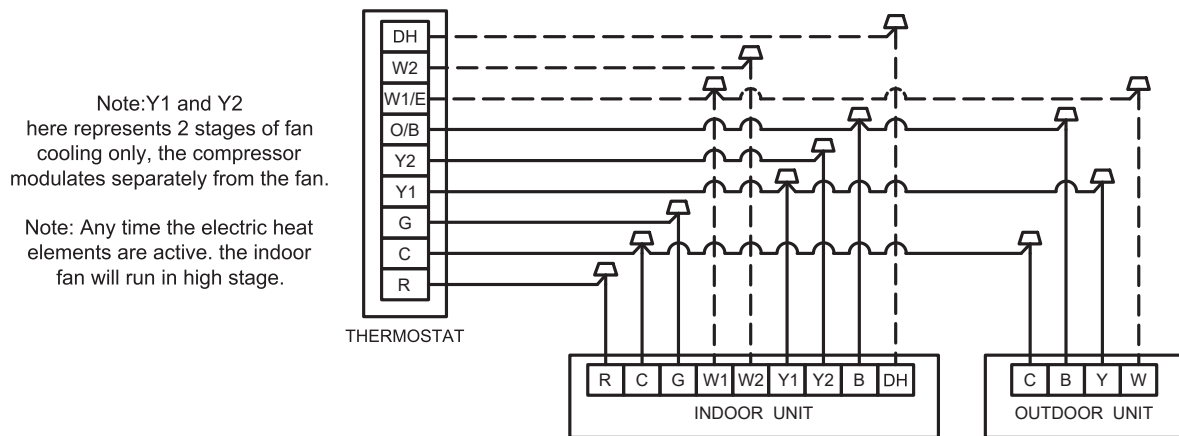 Note:Y1 and Y2
here represents 2 stages of fan
cooling only, the compressor
modulates separately from the fan.
Note: Any time the electric heat
elements are active. the indoor
fan will run in high stage.
DH
W2
W1/E
O/B
Y2
Y1
G
C
R
THERMOSTAT
R C G W1 W2 Y1 Y2 B DH
INDOOR UNIT
C B Y W
OUTDOOR UNIT